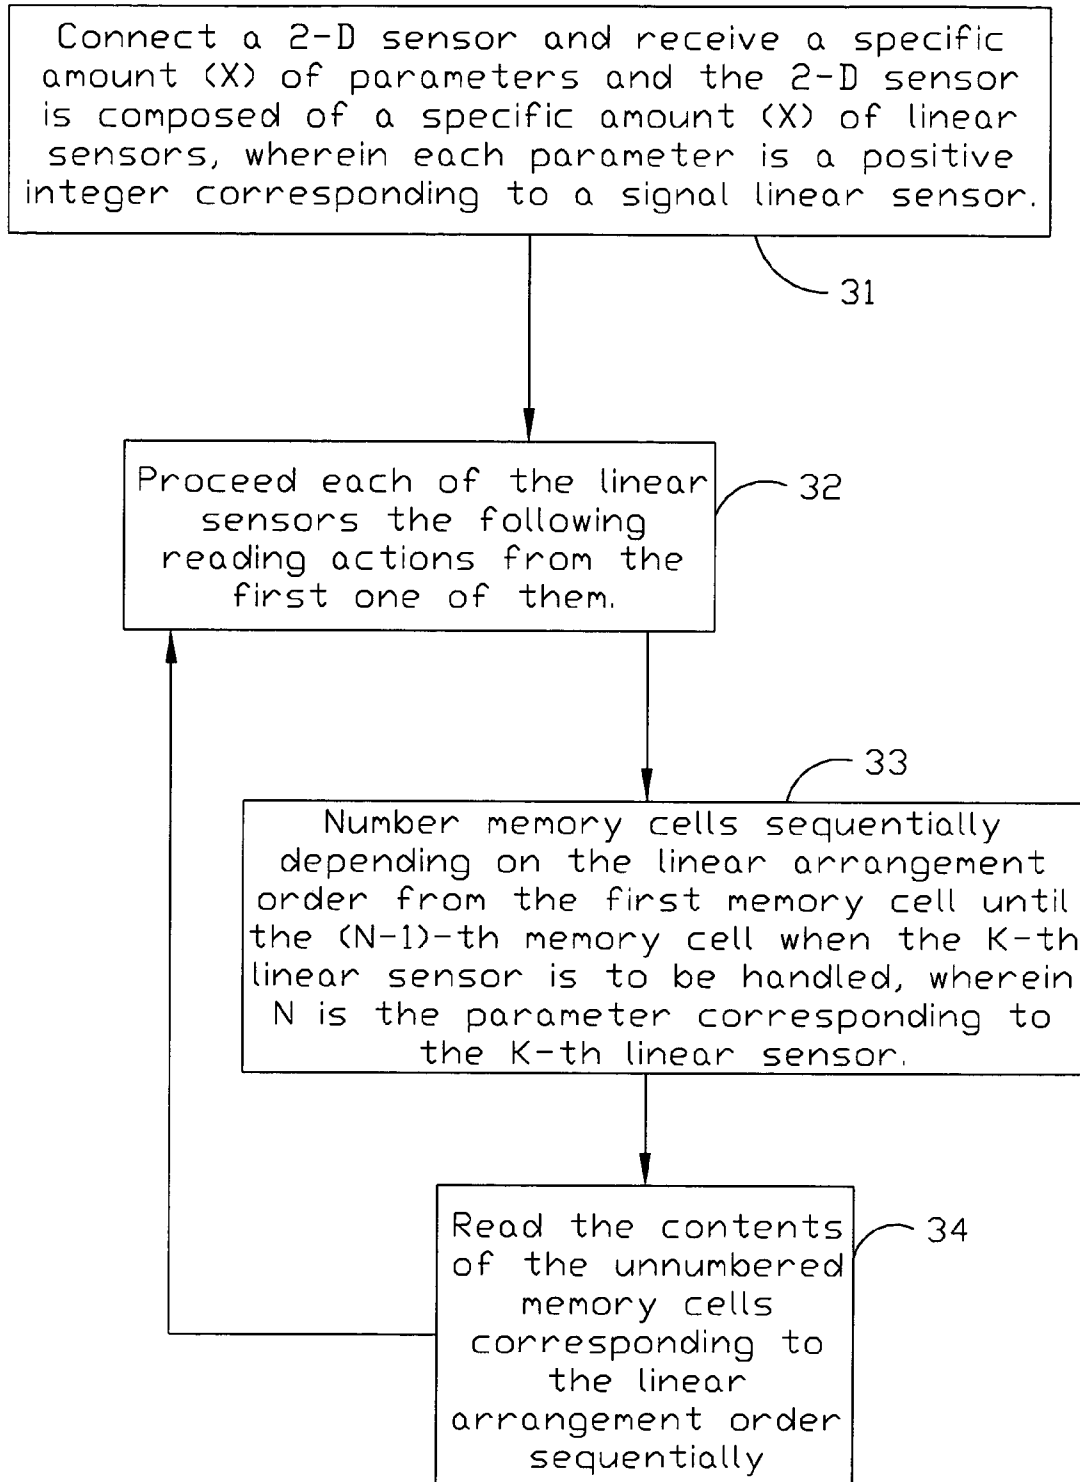 Connect a 2-D sensor and receive a specific
amount (X) of parameters and the 2-D sensor
is composed of a specific amount (X) of linear
sensors, wherein each parameter is a positive
integer corresponding to a signal linear sensor.
31
Proceed each of the linear
sensors the following
reading actions from the
first one of them.
32
33
Number memory cells sequentially
depending on the linear arrangement
order from the first memory cell until
the (N-1)-th memory cell when the K-th
linear sensor is to be handled, wherein
N is the parameter corresponding to
the K-th linear sensor.
Read the contents
of the unnumbered
memory cells
corresponding to
the linear
arrangement order
sequentially
34